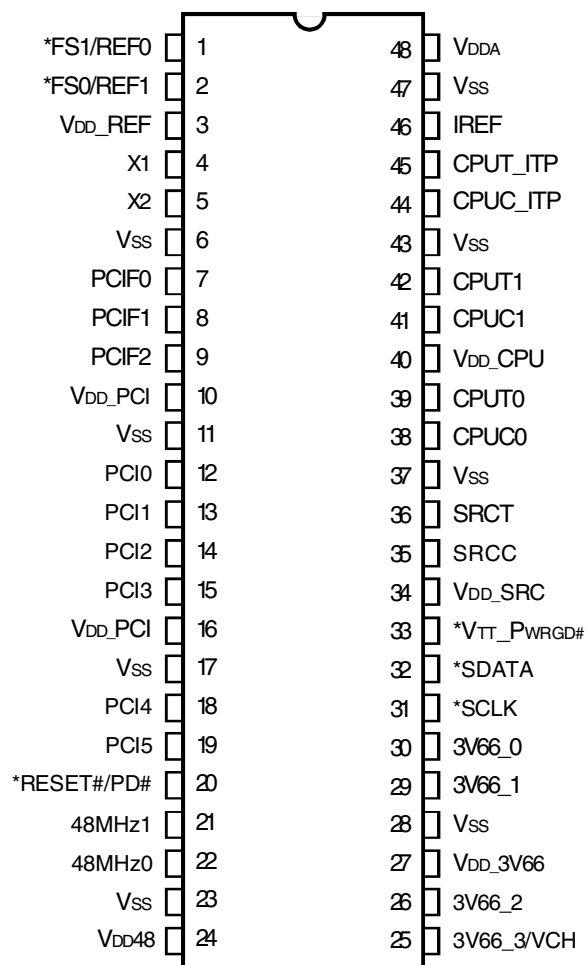 *FS1/REF0 1 48 VDDA
*FS0/REF1 2 47 VSS
VDD_REF 3 46 IREF
X1 4 45 CPUT_ITP
X2 5 44 CPUC_ITP
VSS 6 43 VSS
PCIF0 7 42 CPUT1
PCIF1 8 41 CPUC1
PCIF2 9 40 VDD_CPU
VDD_PCI 10 39 CPUT0
VSS 11 38 CPUC0
PCI0 12 37 VSS
PCI1 13 36 SRCT
PCI2 14 35 SRCC
PCI3 15 34 VDD_SRC
VDD_PCI 16 33 *VTT_PWRGD#
VSS 17 32 *SDATA
PCI4 18 31 *SCLK
PCI5 19 30 3V66_0
*RESET#/PD# 20 29 3V66_1
48MHz1 21 28 VSS
48MHz0 22 27 VDD_3V66
VSS 23 26 3V66_2
VDD48 24 25 3V66_3/VCH